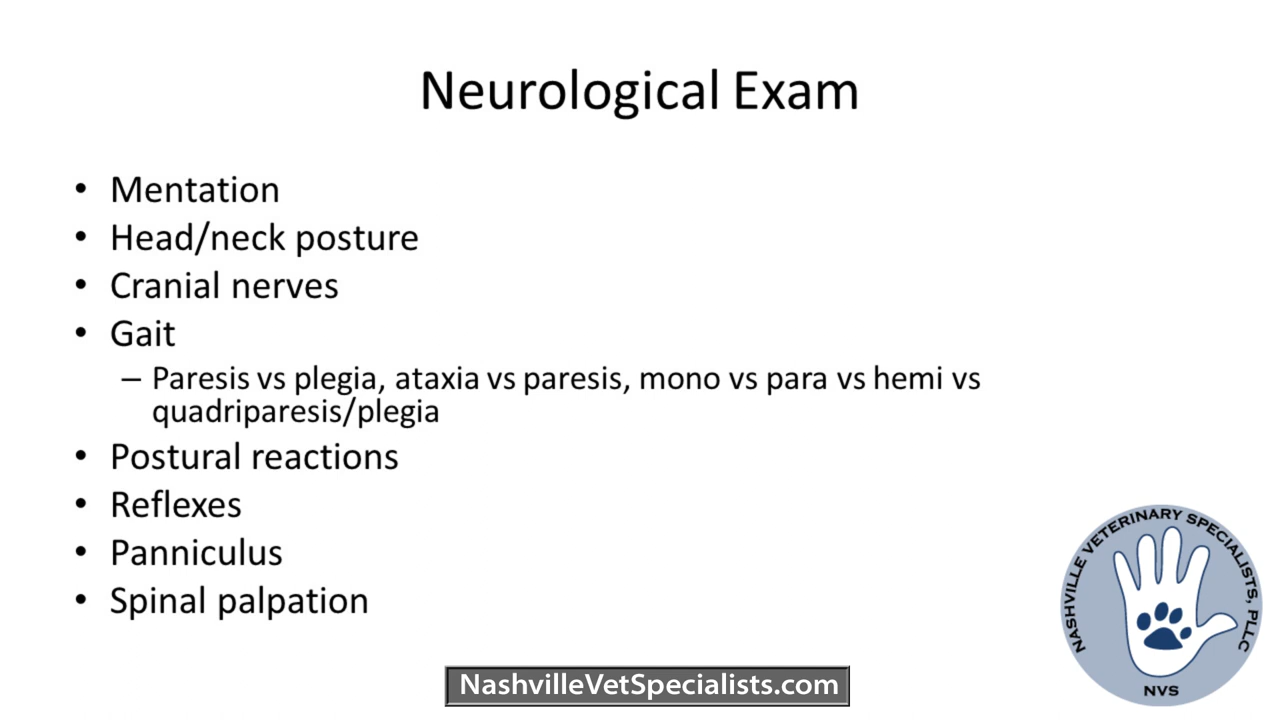 Neurological Exam
• Mentation
• Head/neck posture
• Cranial nerves
• Gait
– Paresis vs plegia, ataxia vs paresis, mono vs para vs hemi vs
quadriparesis/plegia
• Postural reactions
• Reflexes
• Panniculus
• Spinal palpation
NASHVILLE VETERINARY SPECIALISTS, PLLC
NVS
NashvilleVetSpecialists.com